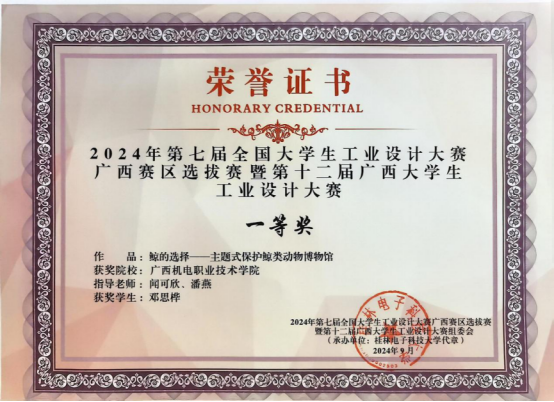 荣誉证书
HONORARY CREDENTIAL
2024年第七届全国大学生工业设计大赛
广西赛区选拔赛暨第十二届广西大学生
工业设计大赛
一等奖
作 品：鲸的选择——主题式保护鲸类动物博物馆
获奖院校：广西机电职业技术学院
指导老师：闻可欣、潘燕
获奖学生：邓思桦
2024年第七届全国大学生工业设计大赛广西赛区选拔赛
暨第十二届广西大学生工业设计大赛组委会
（承办单位：桂林电子科技大学代章）
2024年9月